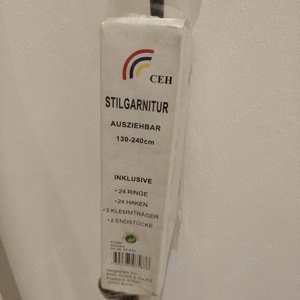 CEH
STILGARNITUR
AUSZIEHBAR
130-240cm
INKLUSIVE
• 24 RINGE
• 24 HAKEN
• 3 KLEMMTRÄGER
• 2 ENDSTÜCKE